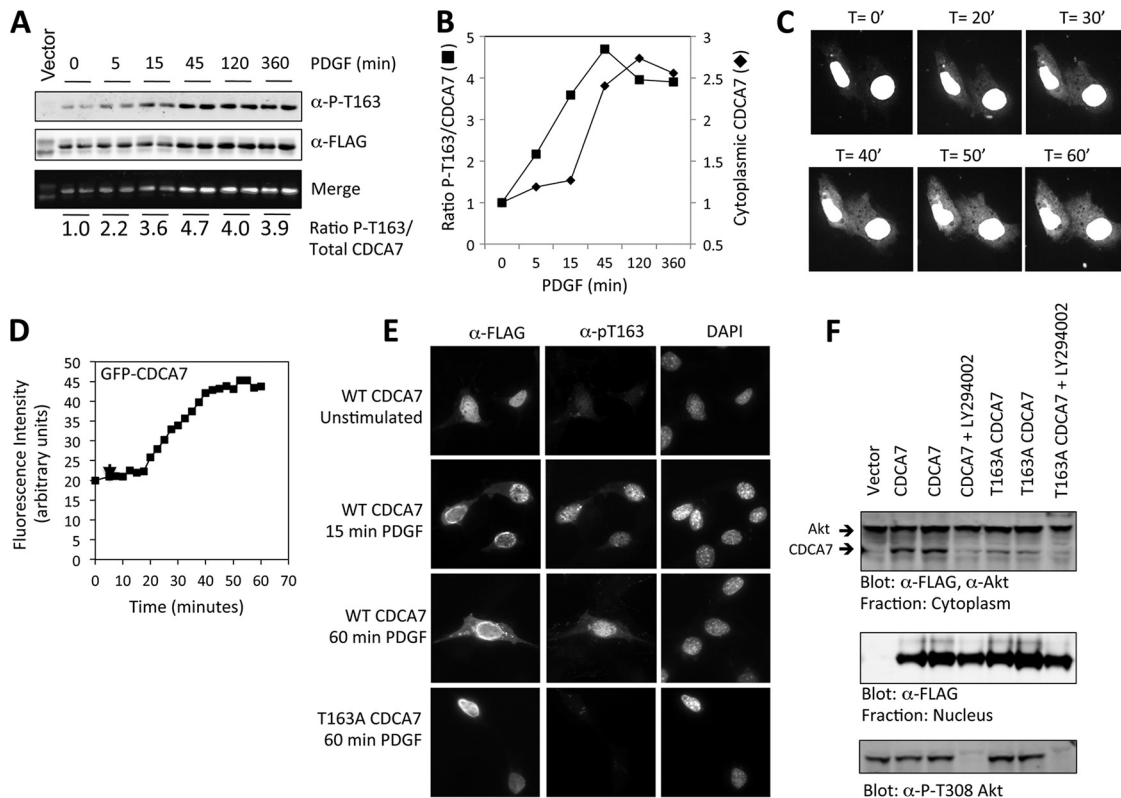 A
Vector
0 5 15 45 120 360 PDGF (min)
α-P-T163
α-FLAG
Merge
1.0 2.2 3.6 4.7 4.0 3.9 Ratio P-T163/
Total CDCA7
B
Ratio P-T163/CDCA7 (■)
5
4
3
2
1
0
3
2.5
2
1.5
1
0.5
Cytoplasmic CDCA7 (◆)
0 5 15 45 120 360
PDGF (min)
C
T= 0’ T= 20’ T= 30’
T= 40’ T= 50’ T= 60’
D
GFP-CDCA7
Fluorescence Intensity
(arbitrary units)
50
45
40
35
30
25
20
15
10
5
0
0 10 20 30 40 50 60 70
Time (minutes)
E
α-FLAG α-pT163 DAPI
WT CDCA7
Unstimulated
WT CDCA7
15 min PDGF
WT CDCA7
60 min PDGF
T163A CDCA7
60 min PDGF
F
Vector
CDCA7
CDCA7
CDCA7 + LY294002
T163A CDCA7
T163A CDCA7
T163A CDCA7 + LY294002
Akt
CDCA7
Blot: α-FLAG, α-Akt
Fraction: Cytoplasm
Blot: α-FLAG
Fraction: Nucleus
Blot: α-P-T308 Akt